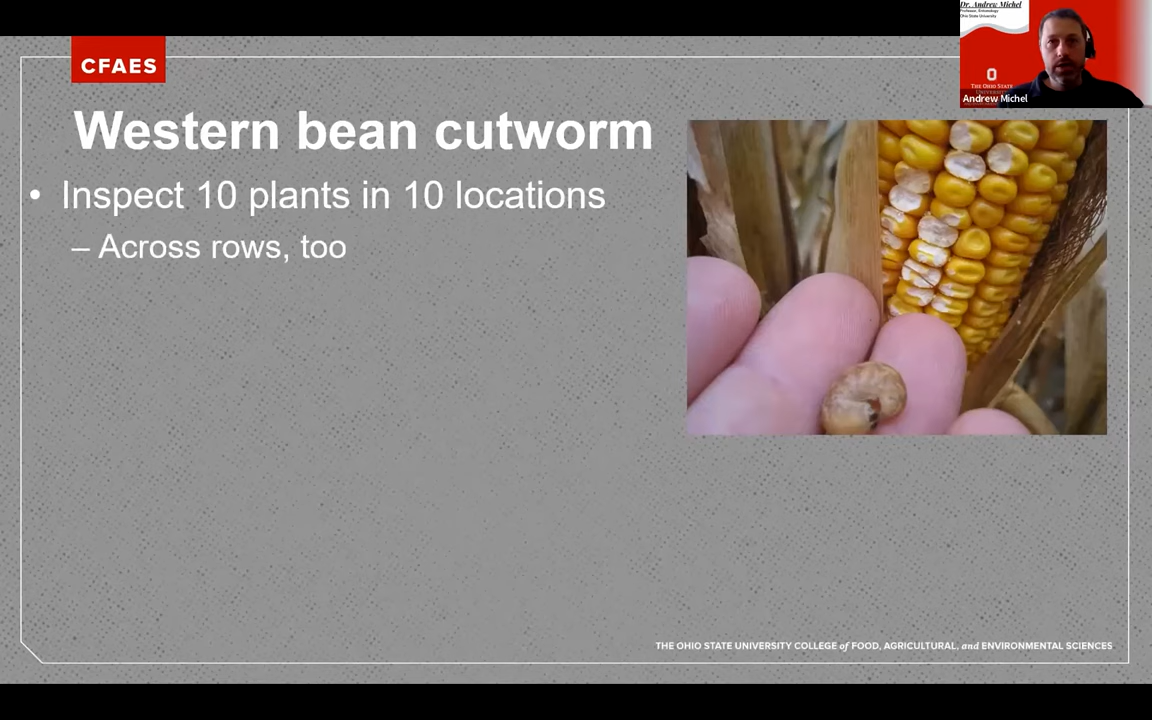 Dr. Andrew Michel
Professor, Entomology
Ohio State University
CFAES
O
THE OHIO STATE
UNIVERSITY
Andrew Michel
Western bean cutworm
• Inspect 10 plants in 10 locations
– Across rows, too
THE OHIO STATE UNIVERSITY COLLEGE of FOOD, AGRICULTURAL, and ENVIRONMENTAL SCIENCES